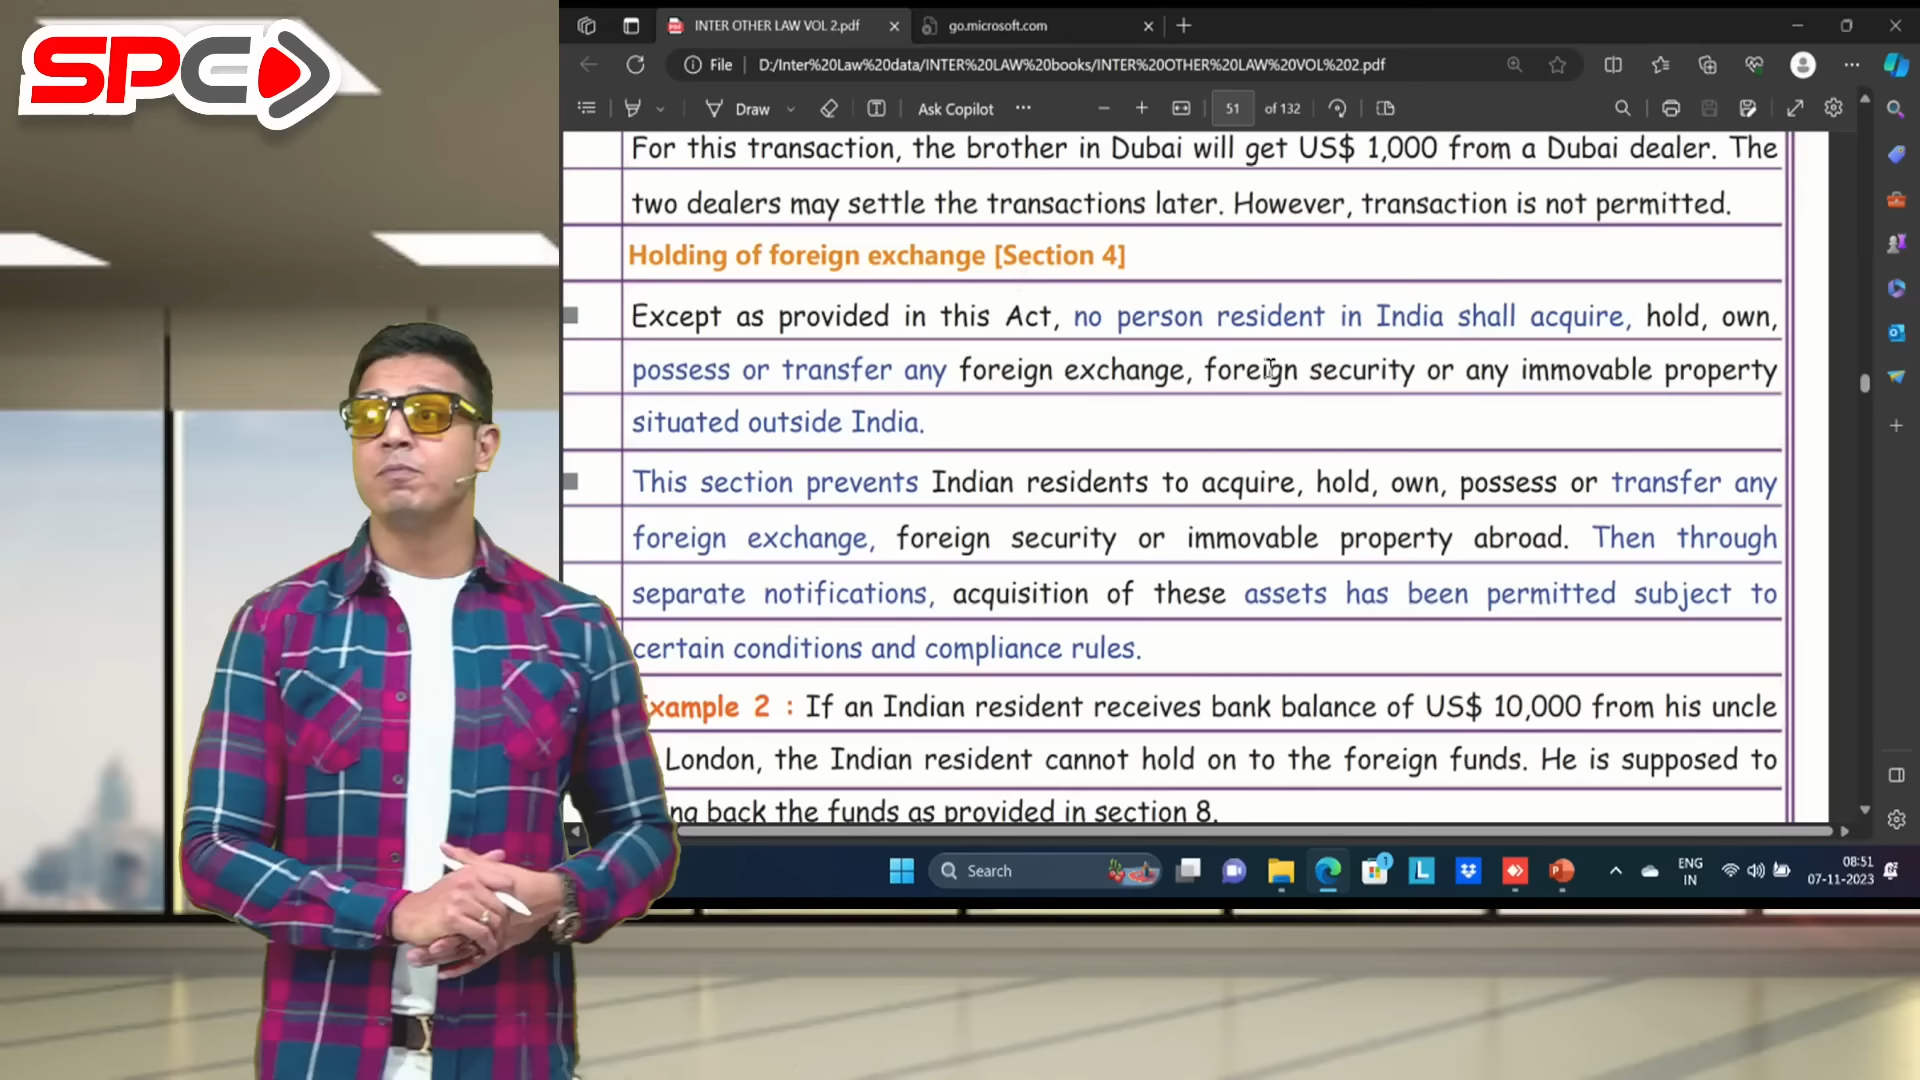 SPC
INTER OTHER LAW VOL 2.pdf
go.microsoft.com
File
D:/Inter%20Law%20data/INTER%20LAW%20books/INTER%20OTHER%20LAW%20VOL%202.pdf
Draw
Ask Copilot
51 of 132
For this transaction, the brother in Dubai will get US$ 1,000 from a Dubai dealer. The
two dealers may settle the transactions later. However, transaction is not permitted.
Holding of foreign exchange [Section 4]
Except as provided in this Act, no person resident in India shall acquire, hold, own,
possess or transfer any foreign exchange, foreign security or any immovable property
situated outside India.
This section prevents Indian residents to acquire, hold, own, possess or transfer any
foreign exchange, foreign security or immovable property abroad. Then through
separate notifications, acquisition of these assets has been permitted subject to
certain conditions and compliance rules.
xample 2 : If an Indian resident receives bank balance of US$ 10,000 from his uncle
London, the Indian resident cannot hold on to the foreign funds. He is supposed to
back the funds as provided in section 8.
Search
1
ENG
IN
08:51
07-11-2023